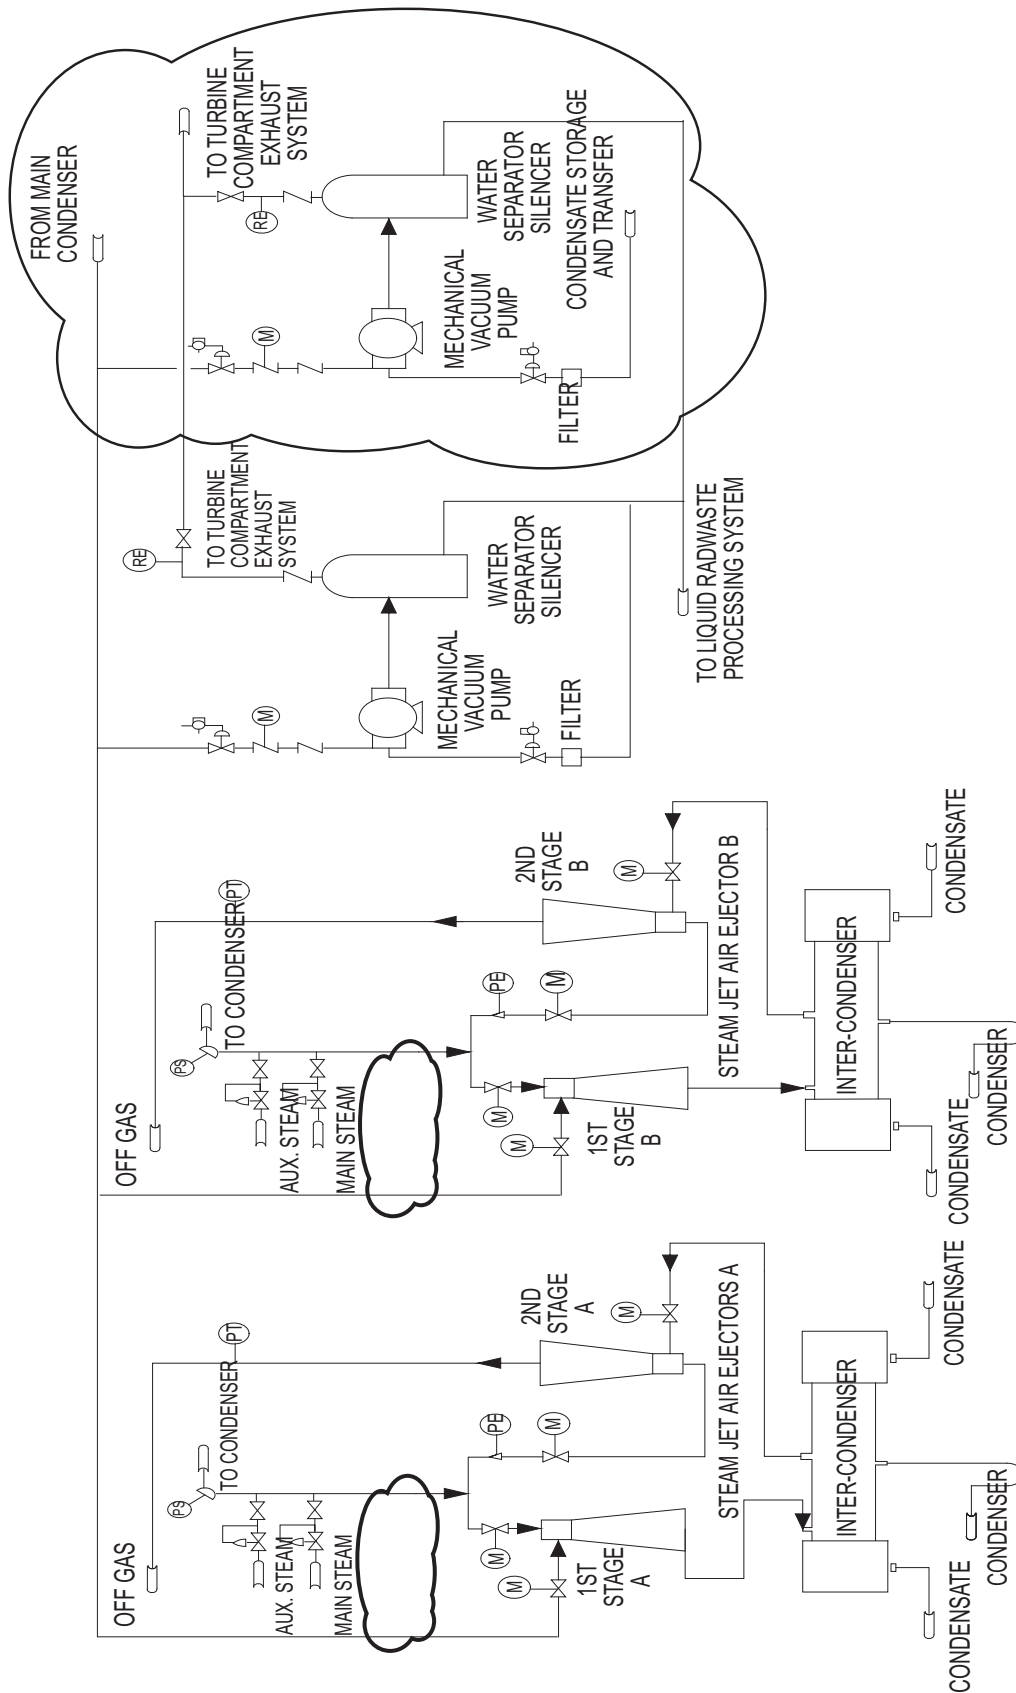 FROM MAIN
CONDENSER
TO TURBINE
COMPARTMENT
EXHAUST
SYSTEM
RE
M
MECHANICAL
VACUUM
PUMP
WATER
SEPARATOR
SILENCER
CONDENSATE STORAGE
AND TRANSFER
FILTER
RE
TO TURBINE
COMPARTMENT
EXHAUST
SYSTEM
M
MECHANICAL
VACUUM
PUMP
WATER
SEPARATOR
SILENCER
FILTER
TO LIQUID RADWASTE
PROCESSING SYSTEM
OFF GAS
PT
TO CONDENSER
PS
AUX. STEAM
MAIN STEAM
PE
M
M
M
M
2ND
STAGE
B
1ST
STAGE
B
STEAM JET AIR EJECTOR B
INTER-CONDENSER
CONDENSATE
CONDENSATE
CONDENSER
OFF GAS
PT
TO CONDENSER
PS
AUX. STEAM
MAIN STEAM
PE
M
M
M
M
2ND
STAGE
A
1ST
STAGE
A
STEAM JET AIR EJECTORS A
INTER-CONDENSER
CONDENSATE
CONDENSATE
CONDENSER